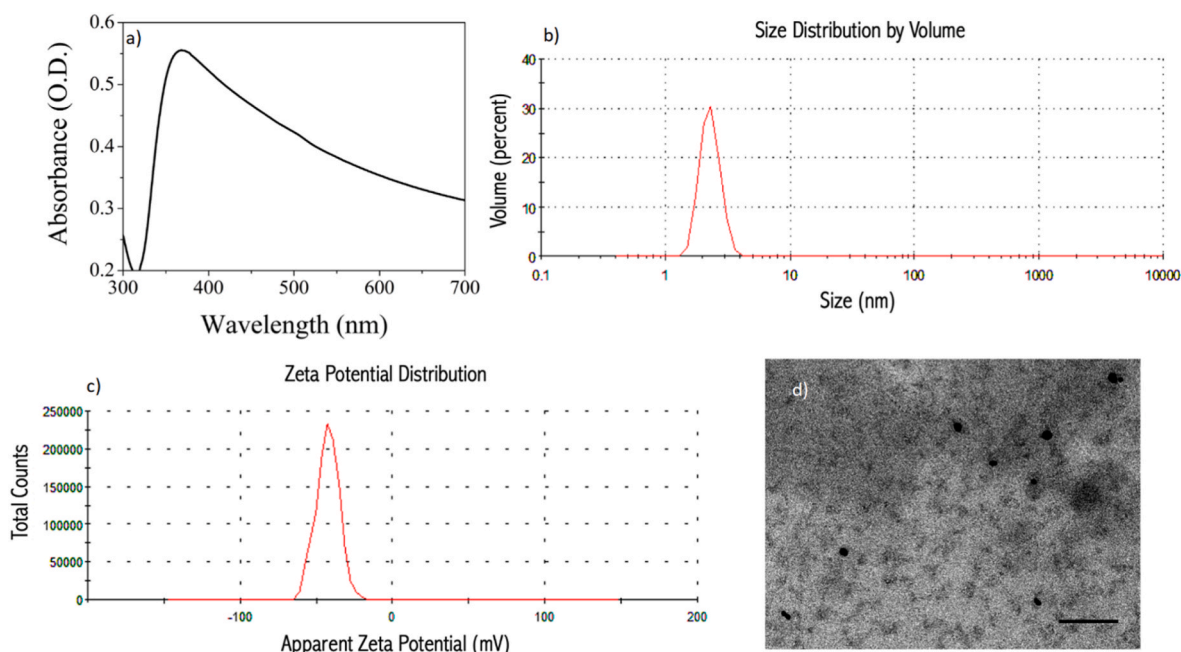 a)
0.6
0.5
0.4
0.3
0.2
Absorbance (O.D.)
300 400 500 600 700
Wavelength (nm)
b)
Size Distribution by Volume
40
30
20
10
0
Volume (percent)
0.1 1 10 100 1000 10000
Size (nm)
c)
Zeta Potential Distribution
250000
200000
150000
100000
50000
0
Total Counts
-100 0 100 200
Apparent Zeta Potential (mV)
d)